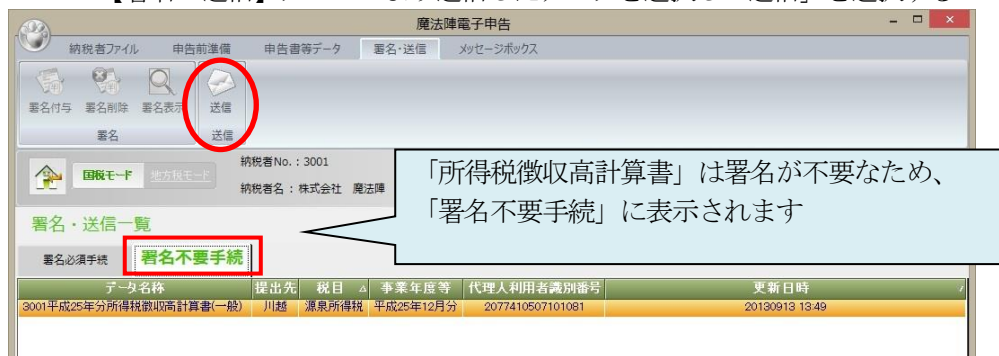 魔法陣電子申告
納税者ファイル 申告前準備 申告書等データ 署名・送信 メッセージボックス
署名付与 署名削除 署名表示 送信
署名 送信
国税モード 地方税モード
納税者No.：3001
納税者名：株式会社 魔法陣
「所得税徴収高計算書」は署名が不要なため、
「署名不要手続」に表示されます
署名・送信一覧
署名必須手続 署名不要手続
データ名称 提出先 税目 事業年度等 代理人利用者識別番号 更新日時
3001平成25年分所得税徴収高計算書(一般) 川越 源泉所得税 平成25年12月分 2077410507101081 20130913 13:49